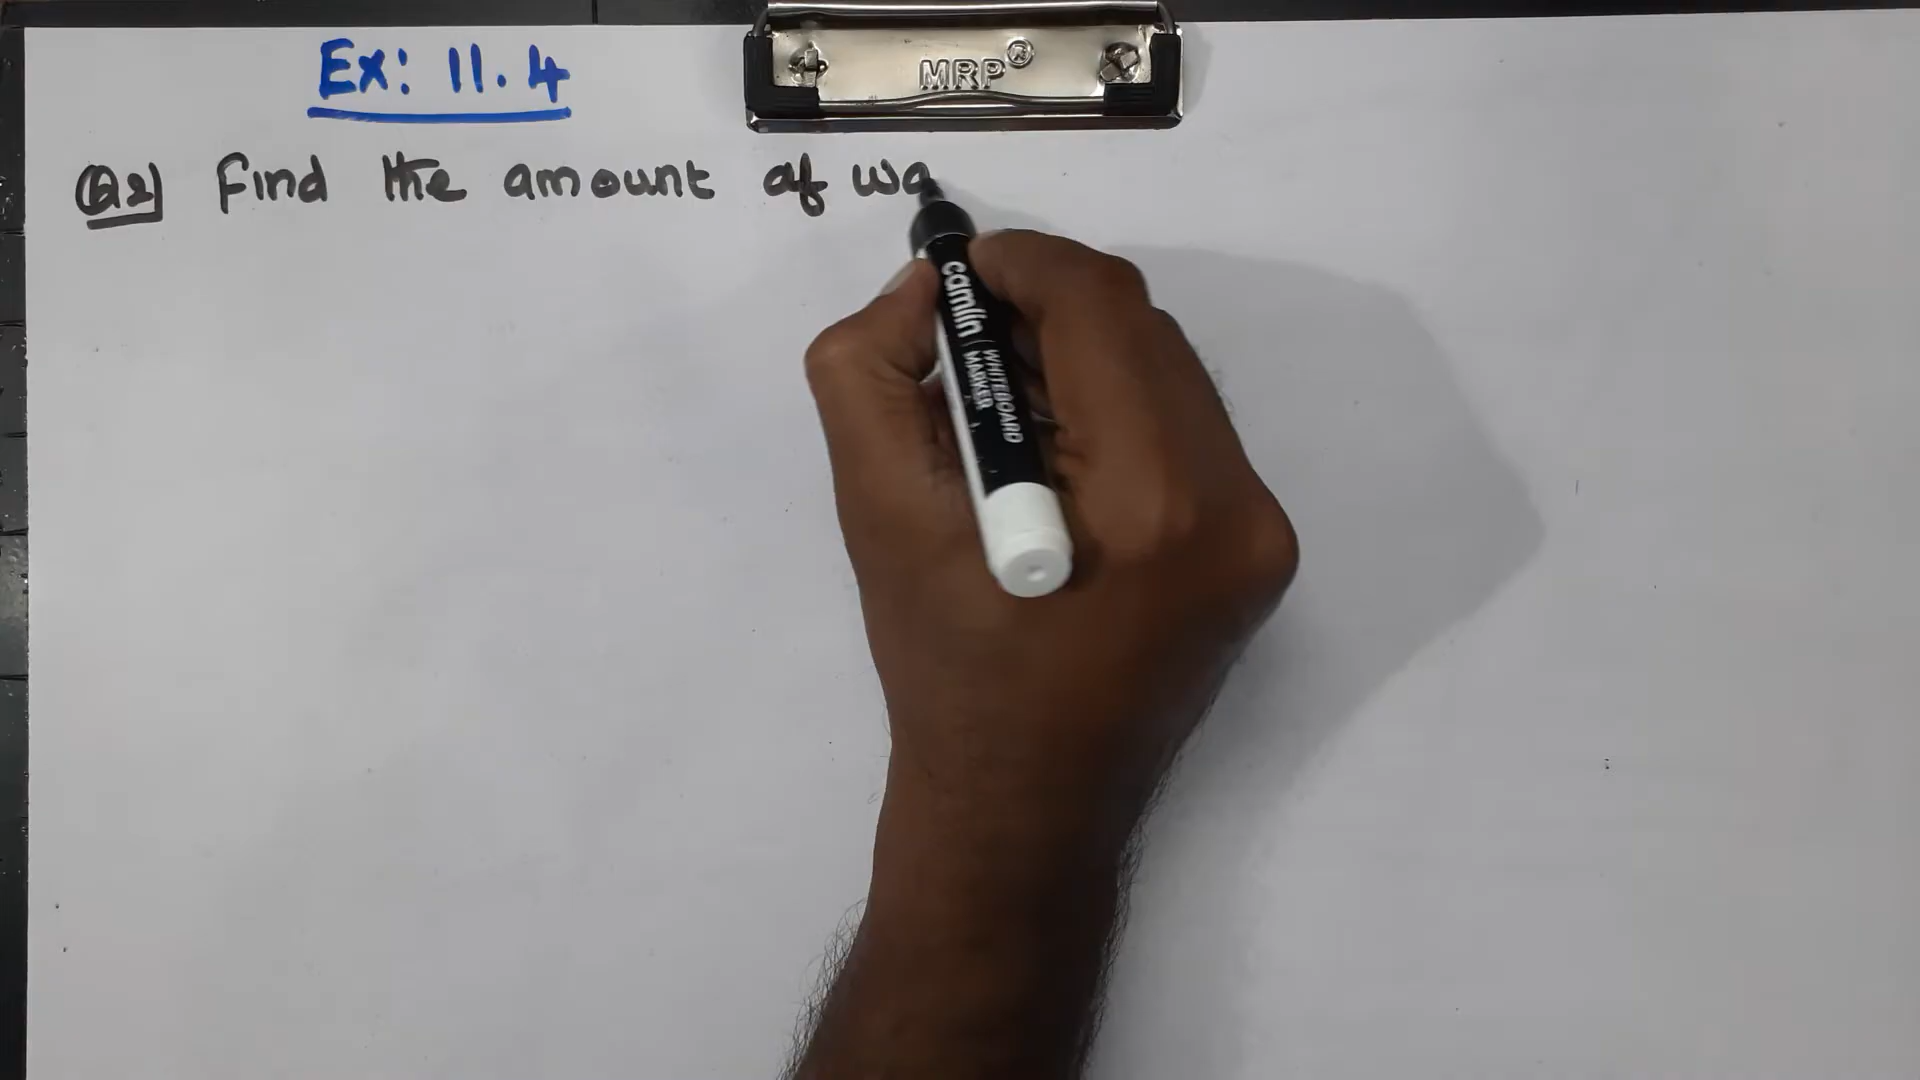 Ex: 11.4
MRP®
Q2] Find the amount of wa
camlin
WHITEBOARD
MARKER